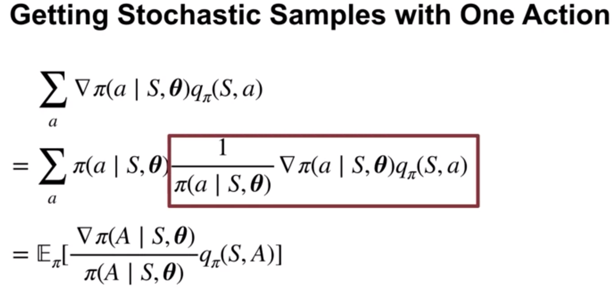 Getting Stochastic Samples with One Action
∑_a ∇π(a | S, θ)q_π(S, a)
= ∑_a π(a | S, θ) 1/π(a | S, θ) ∇π(a | S, θ)q_π(S, a)
= 𝔼_π[∇π(A | S, θ)/π(A | S, θ) q_π(S, A)]